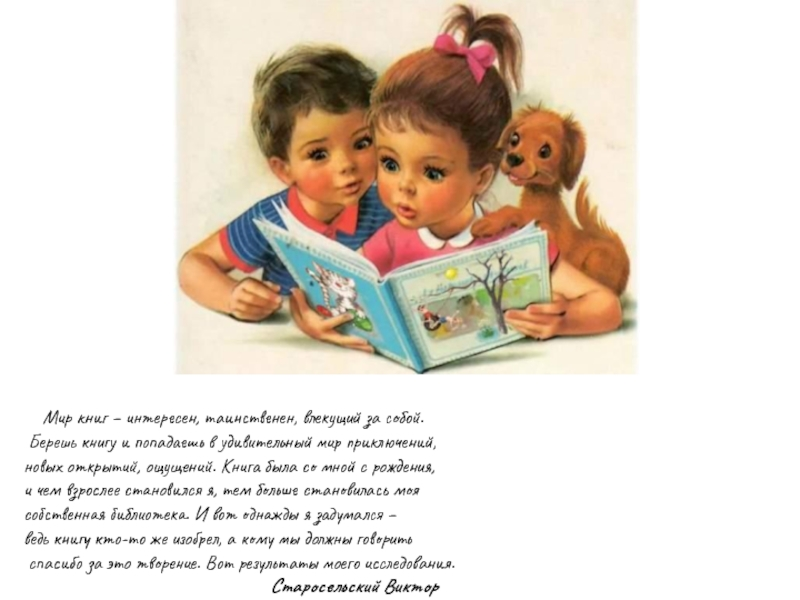 Мир книг – интересен, таинственен, влекущий за собой.
Берешь книгу и попадаешь в удивительный мир приключений,
новых открытий, ощущений. Книга была со мной с рождения,
и чем взрослее становился я, тем больше становилась моя
собственная библиотека. И вот однажды я задумался –
ведь книгу кто-то же изобрел, а кому мы должны говорить
спасибо за это творение. Вот результаты моего исследования.
Старосельский Виктор